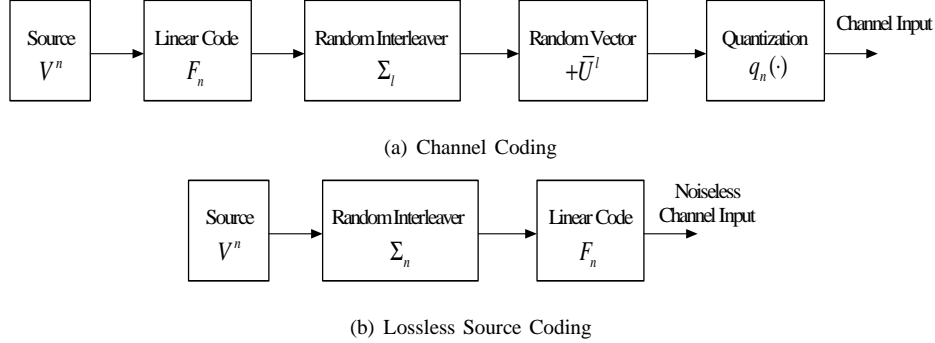 Source
V^n
Linear Code
F_n
Random Interleaver
Σ_l
Random Vector
+Ū^l
Quantization
q_n(·)
Channel Input
(a) Channel Coding
Source
V^n
Random Interleaver
Σ_n
Linear Code
F_n
Noiseless
Channel Input
(b) Lossless Source Coding